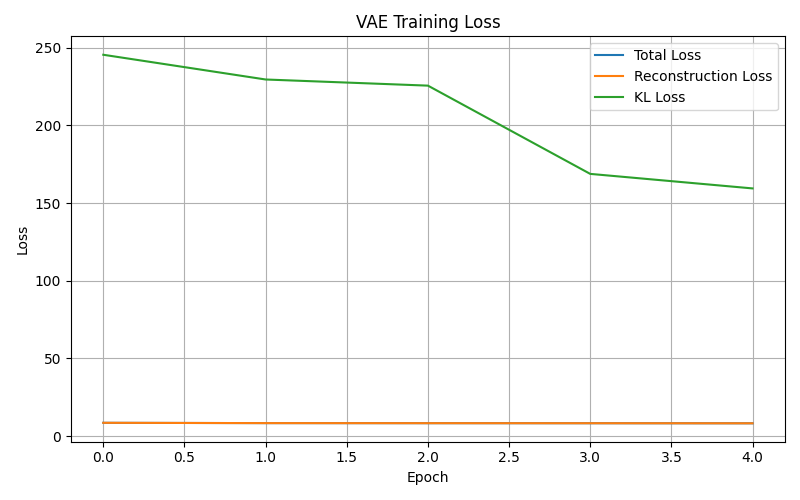 VAE Training Loss
Total Loss
Reconstruction Loss
KL Loss
250
200
150
100
50
0
Loss
0.0 0.5 1.0 1.5 2.0 2.5 3.0 3.5 4.0
Epoch